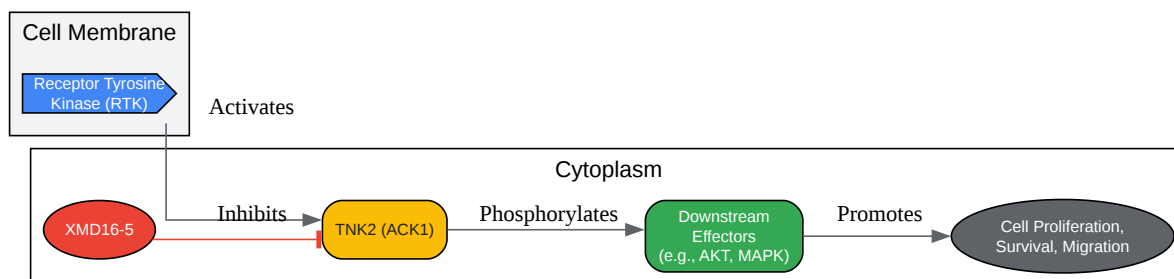 Cell Membrane
Receptor Tyrosine
Kinase (RTK)
Activates
Cytoplasm
XMD16-5
Inhibits
TNK2 (ACK1)
Phosphorylates
Downstream
Effectors
(e.g., AKT, MAPK)
Promotes
Cell Proliferation,
Survival, Migration